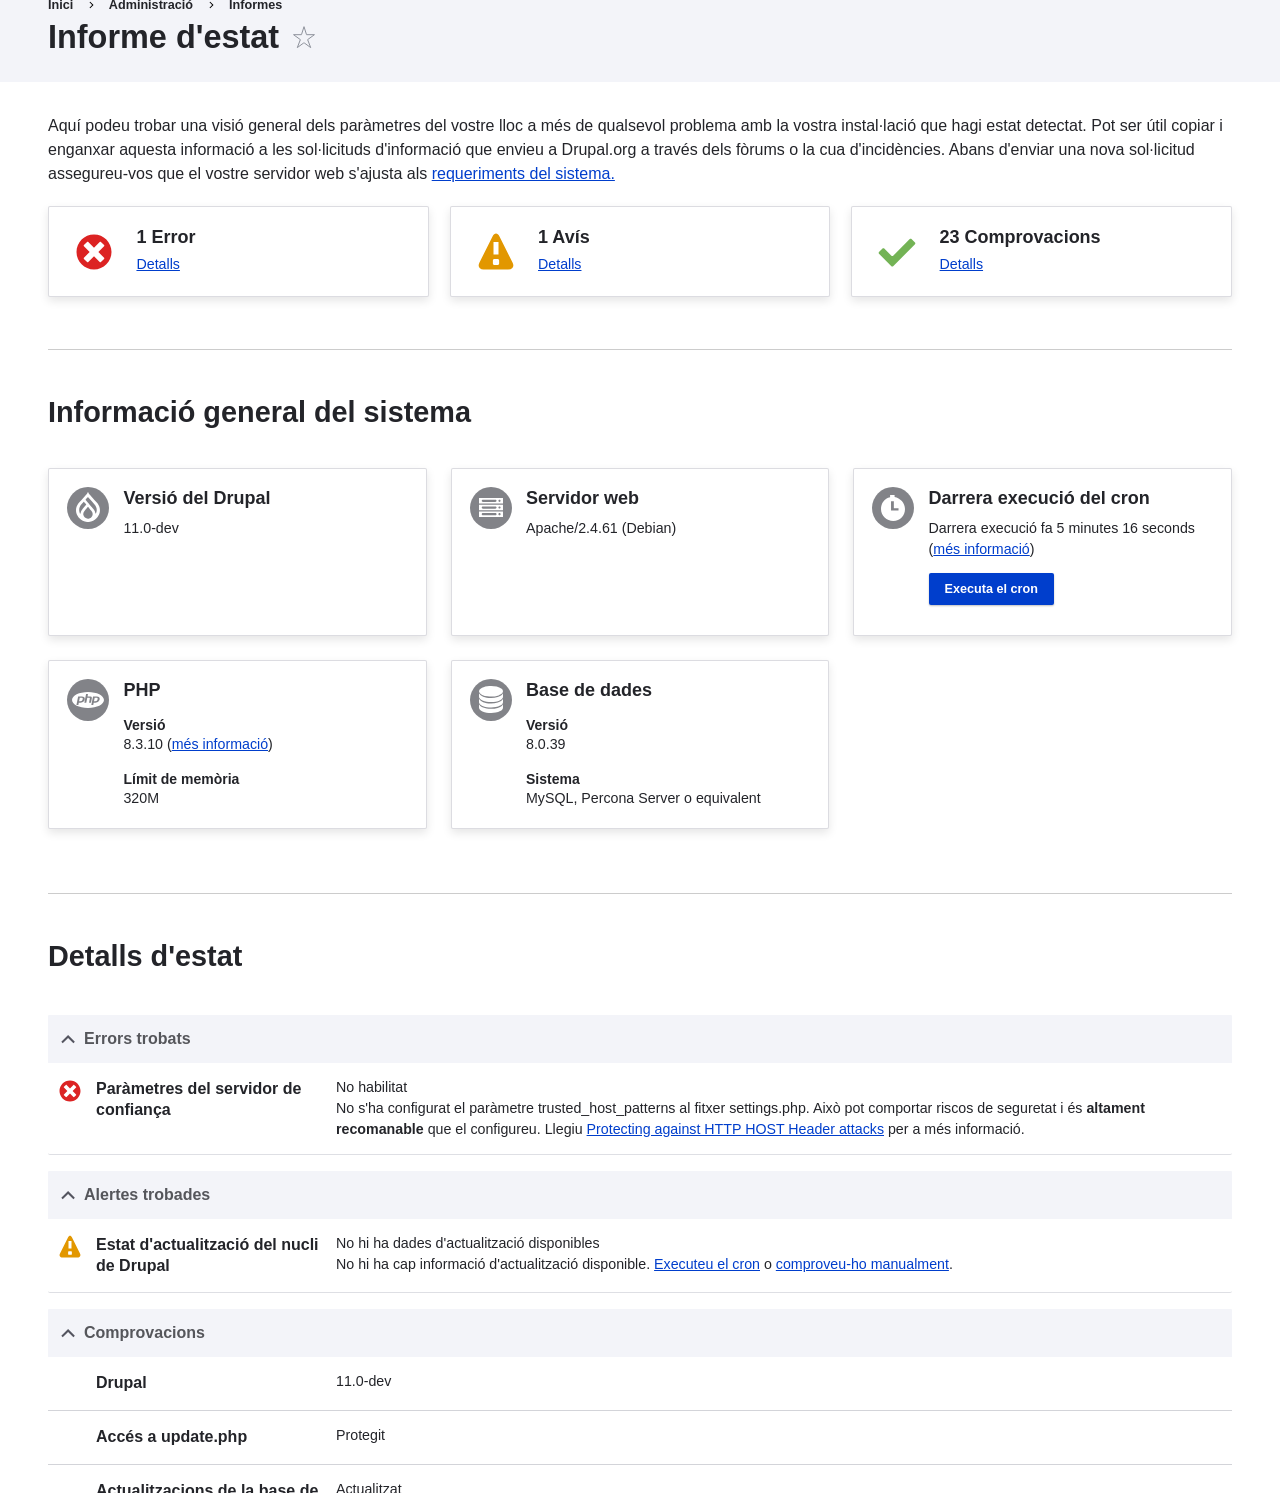 Inici
Administració
Informes
Informe d'estat
Aquí podeu trobar una visió general dels paràmetres del vostre lloc a més de qualsevol problema amb la vostra instal·lació que hagi estat detectat. Pot ser útil copiar i
enganxar aquesta informació a les sol·licituds d'informació que envieu a Drupal.org a través dels fòrums o la cua d'incidències. Abans d'enviar una nova sol·licitud
assegureu-vos que el vostre servidor web s'ajusta als requeriments del sistema.
1 Error
Detalls
1 Avís
Detalls
23 Comprovacions
Detalls
Informació general del sistema
Versió del Drupal
11.0-dev
Servidor web
Apache/2.4.61 (Debian)
Darrera execució del cron
Darrera execució fa 5 minutes 16 seconds
(més informació)
Executa el cron
php
PHP
Versió
8.3.10 (més informació)
Límit de memòria
320M
Base de dades
Versió
8.0.39
Sistema
MySQL, Percona Server o equivalent
Detalls d'estat
Errors trobats
Paràmetres del servidor de
confiança
No habilitat
No s'ha configurat el paràmetre trusted_host_patterns al fitxer settings.php. Això pot comportar riscos de seguretat i és altament
recomanable que el configureu. Llegiu Protecting against HTTP HOST Header attacks per a més informació.
Alertes trobades
Estat d'actualització del nucli
de Drupal
No hi ha dades d'actualització disponibles
No hi ha cap informació d'actualització disponible. Executeu el cron o comproveu-ho manualment.
Comprovacions
Drupal
11.0-dev
Accés a update.php
Protegit
Actualitzacions de la base de
Actualitzat